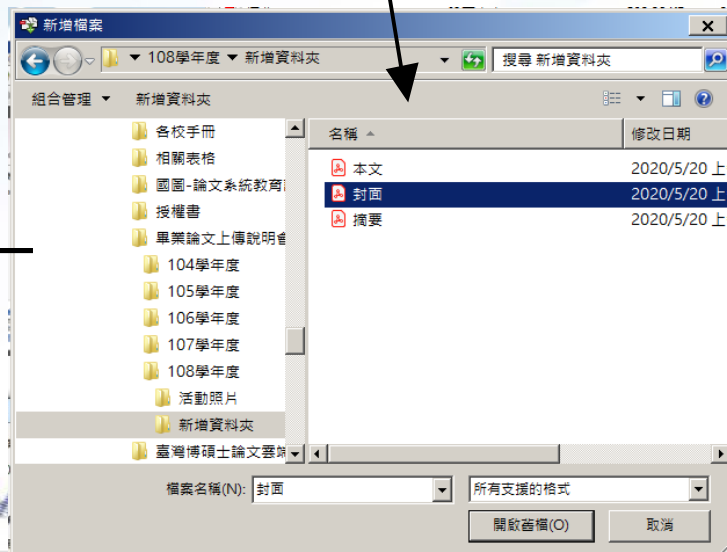 新增檔案
108學年度 ▼ 新增資料夾
搜尋 新增資料夾
組合管理 ▼ 新增資料夾
各校手冊
相關表格
國圖-論文系統教育
授權書
畢業論文上傳說明會
104學年度
105學年度
106學年度
107學年度
108學年度
活動照片
新增資料夾
臺灣博碩士論文雲端
名稱 修改日期
本文 2020/5/20 上
封面 2020/5/20 上
摘要 2020/5/20 上
檔案名稱(N): 封面 所有支援的格式
開啟舊檔(O) 取消